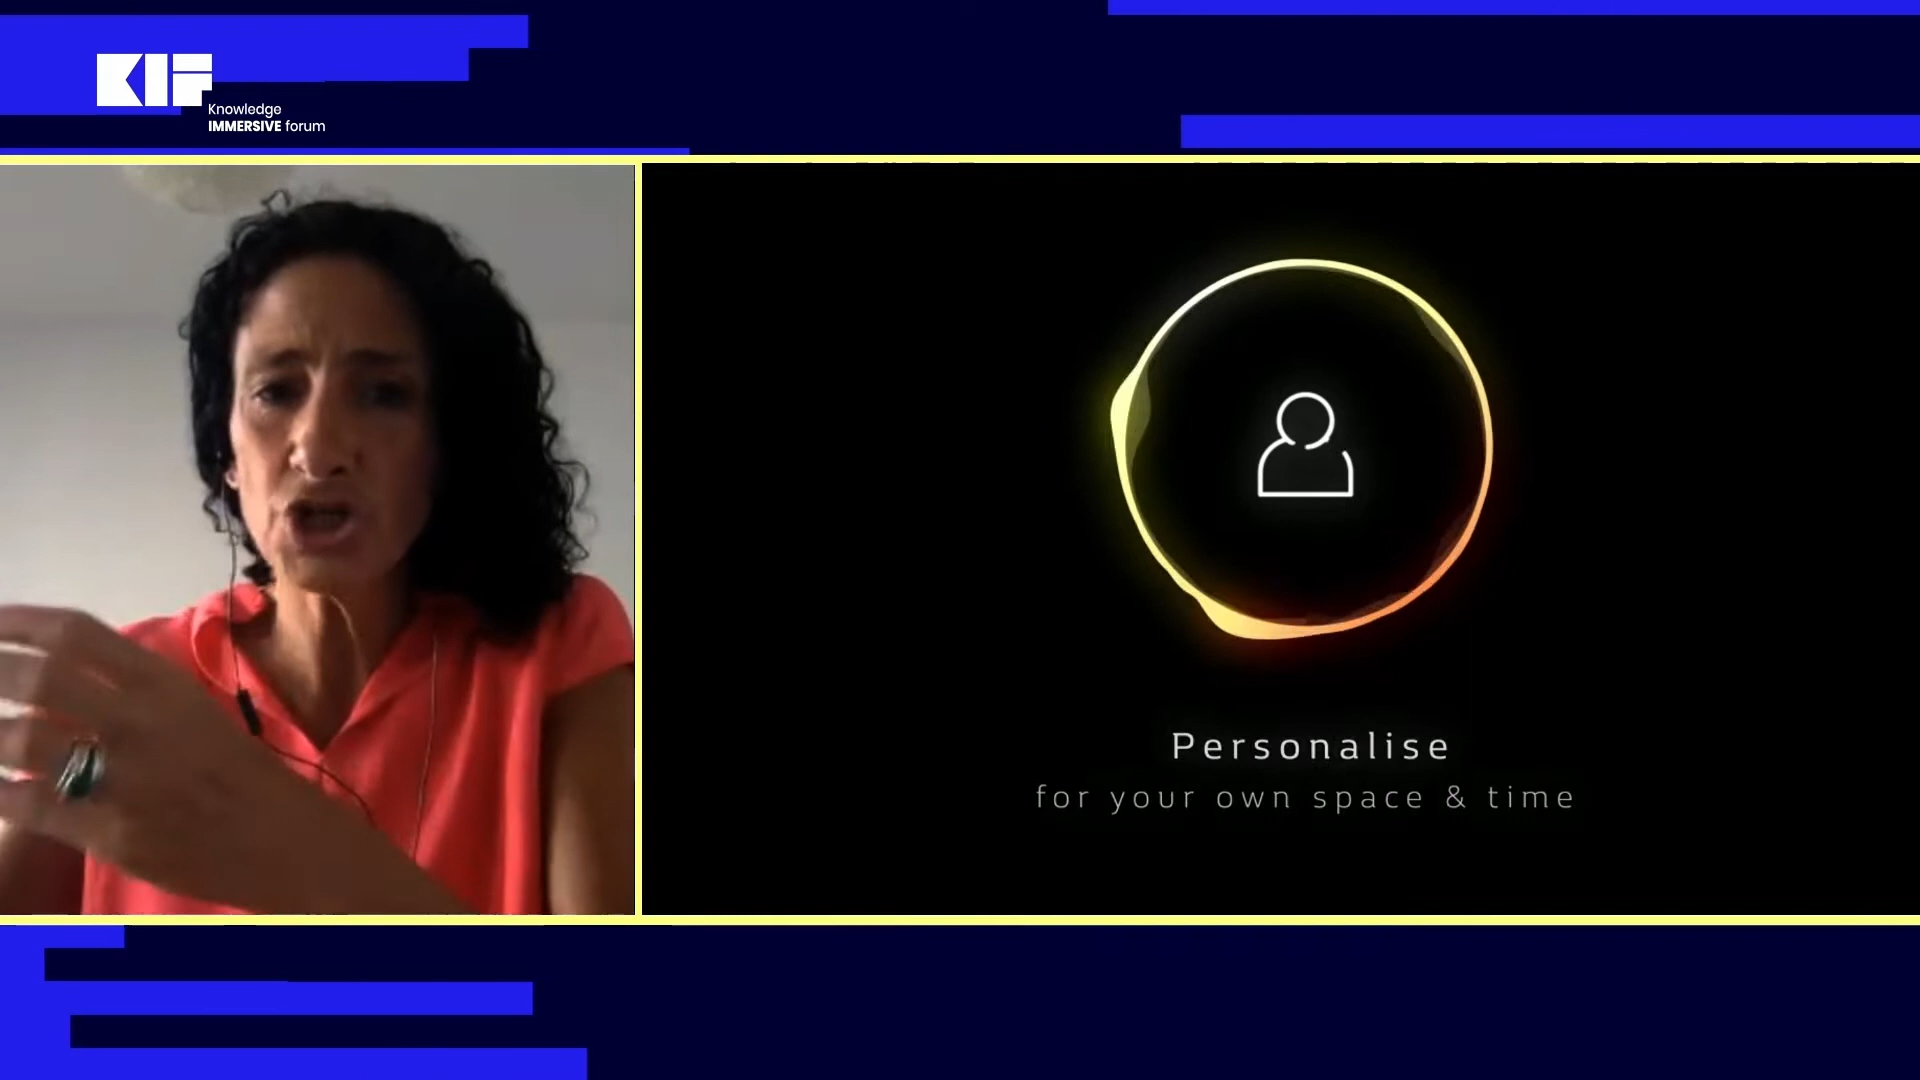 KIF
Knowledge
IMMERSIVE forum
Personalise
for your own space & time